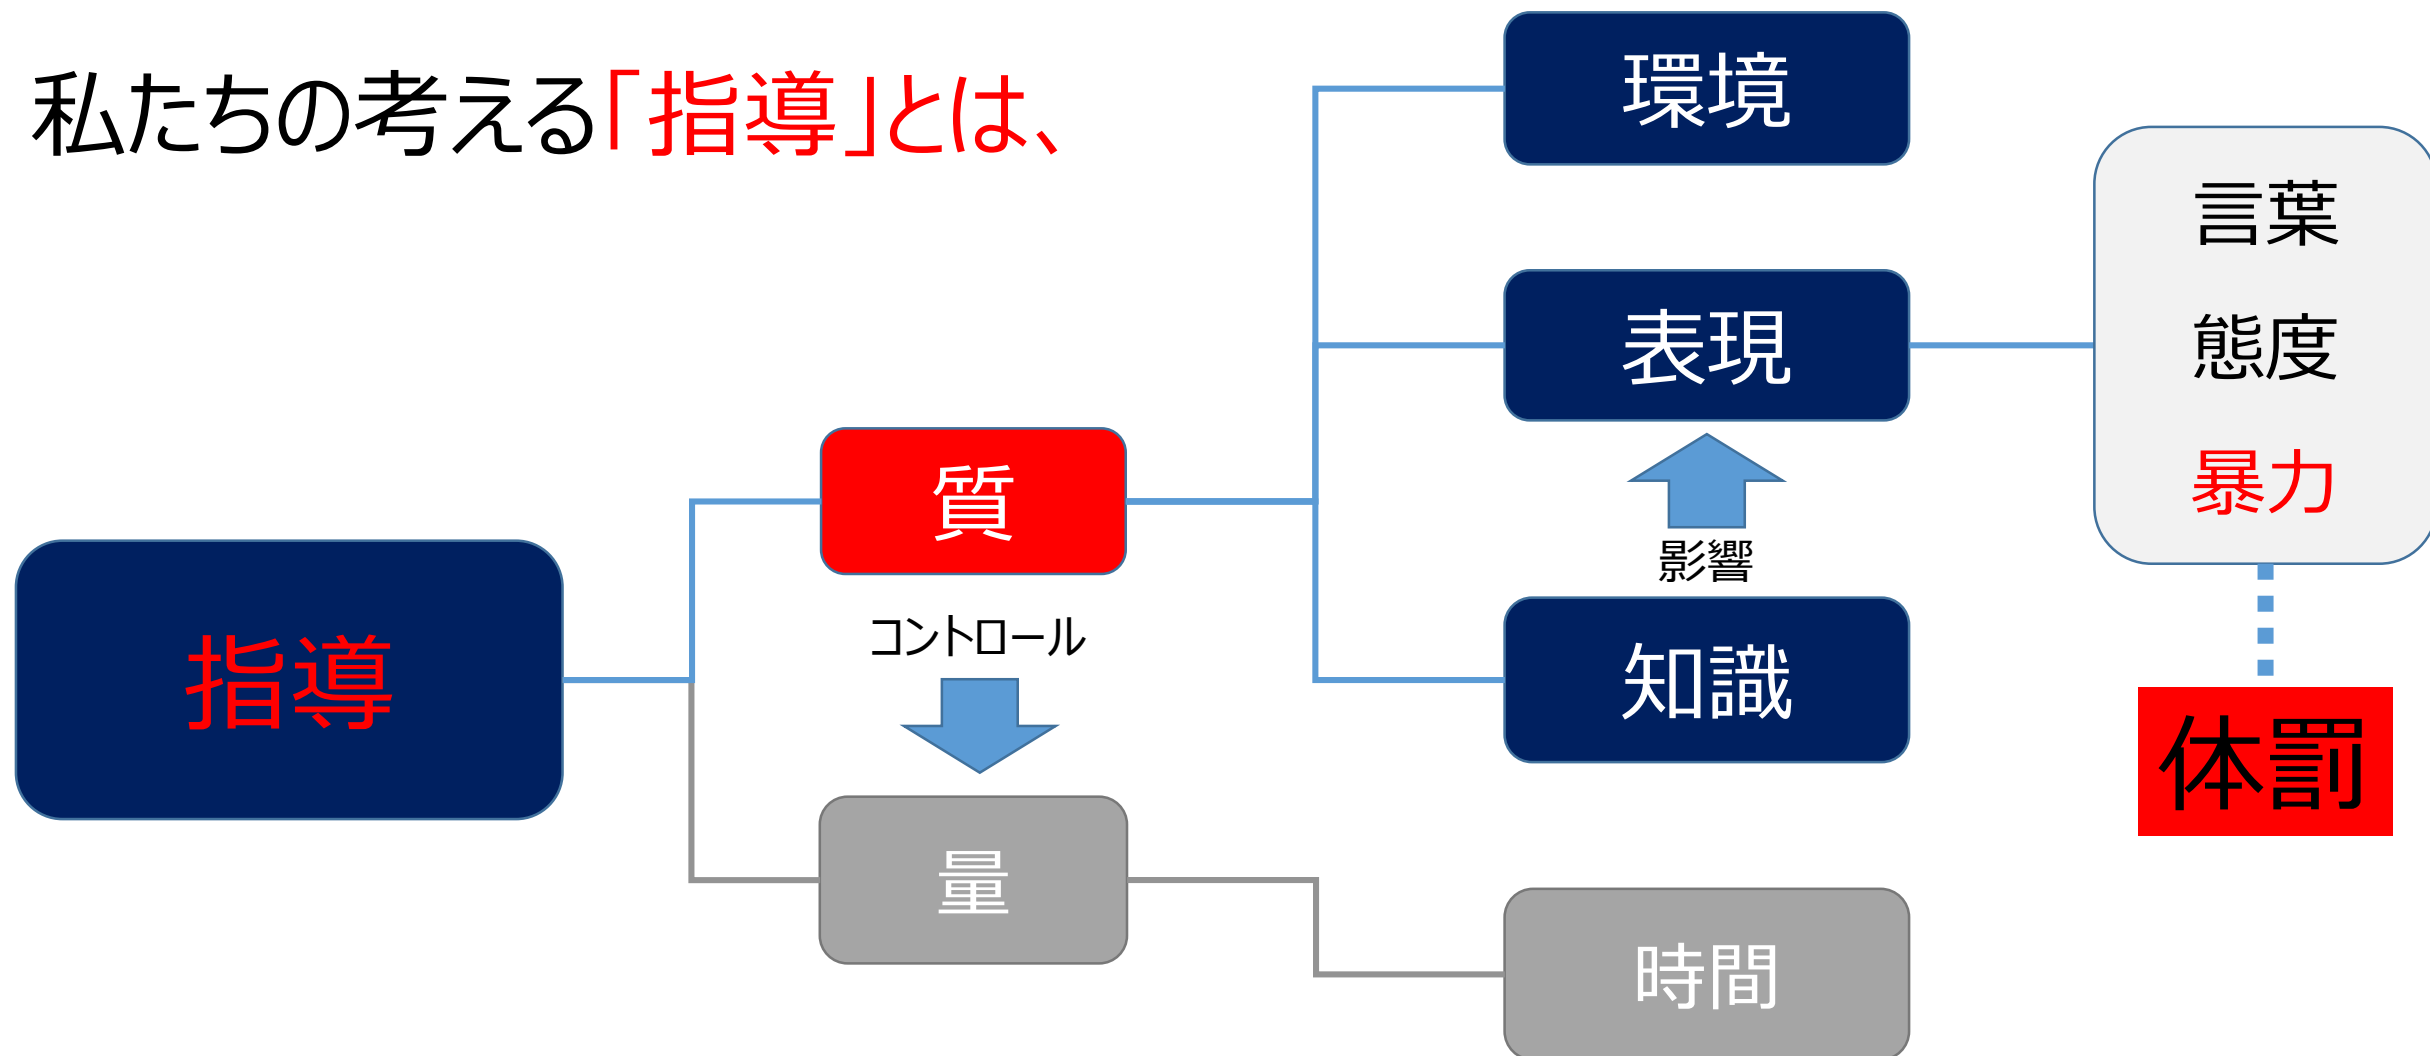 私たちの考える「指導」とは、
環境
言葉
表現
態度
質
暴力
影響
コントロール
指導
知識
体罰
量
時間